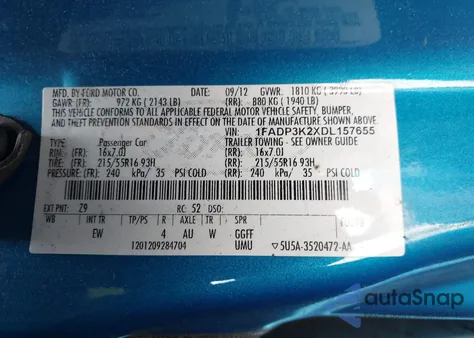 MFD. BY FORD MOTOR CO. DATE: 09/12 GVWR: 1810 KG
GAWR (FR): 972 KG ( 2143 LB) (RR): 880 KG ( 1940 LB)
THIS VEHICLE CONFORMS TO ALL APPLICABLE FEDERAL MOTOR VEHICLE SAFETY, BUMPER,
AND THEFT PREVENTION STANDARDS IN EFFECT ON THE DATE OF MANUFACTURE SHOWN ABOVE.
VIN: 1FADP3K2XDL157655
TYPE: Passenger Car TRAILER TOWING - SEE OWNER GUIDE
RIMS (FR): 16x7.0J (RR): 16x7.0J
TIRES (FR): 215/55R16 93H (RR): 215/55R16 93H
PRESSURE: (FR): 240 kPa/ 35 PSI COLD (RR): 240 kPa/ 35 PSI COLD
EXT PNT: Z9 RC: 52 DSO:
WB INT TR TP/PS R AX TR SPR
EW 4 AU W GGFF
1201209284704 UMU ▽5U5A-3520472-AA
autoSnap